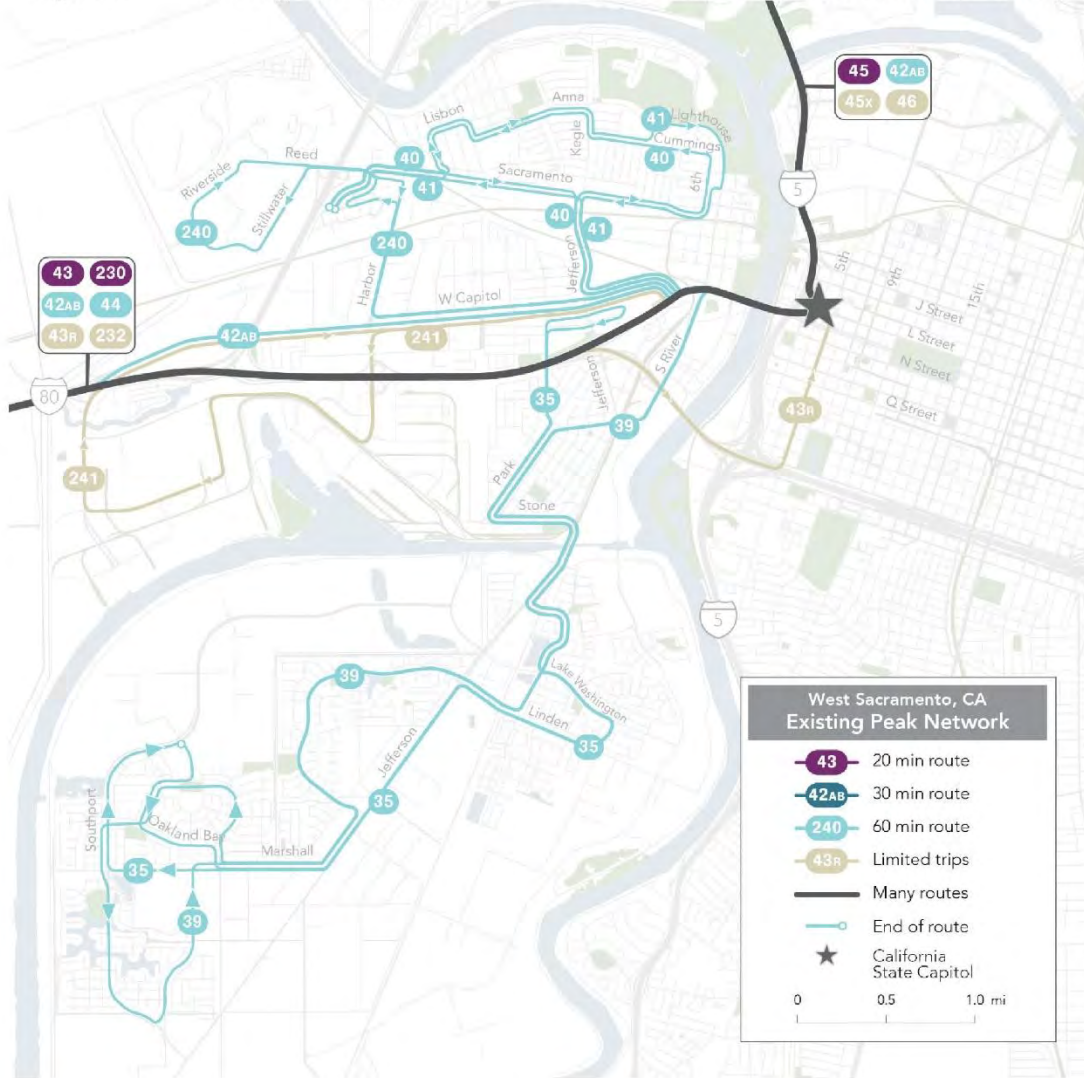 45 42AB
45X 46
Lisbon
Anna
Kegle
41
Lighthouse
Cummings
40
6th
Reed
Riverside
Stillwater
240
40
41
Sacramento
40
41
240
Harbor
Jefferson
W Capitol
5
5th
9th
15th
J Street
L Street
N Street
Q Street
43 230
42AB 44
43R 232
42AB
241
80
241
35
Jefferson
S River
39
43R
Park
Stone
5
39
Lake Washington
Linden
35
Jefferson
35
Southport
Oakland Bay
Marshall
35
39
West Sacramento, CA
Existing Peak Network
43 20 min route
42AB 30 min route
240 60 min route
43R Limited trips
Many routes
End of route
California
State Capitol
0 0.5 1.0 mi